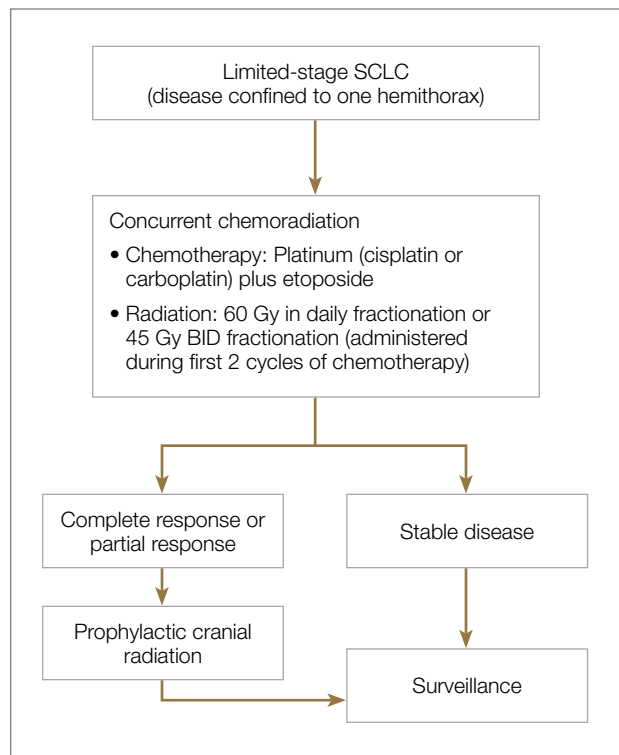 Limited-stage SCLC
(disease confined to one hemithorax)
Concurrent chemoradiation
• Chemotherapy: Platinum (cisplatin or
carboplatin) plus etoposide
• Radiation: 60 Gy in daily fractionation or
45 Gy BID fractionation (administered
during first 2 cycles of chemotherapy)
Complete response or
partial response
Stable disease
Prophylactic cranial
radiation
Surveillance